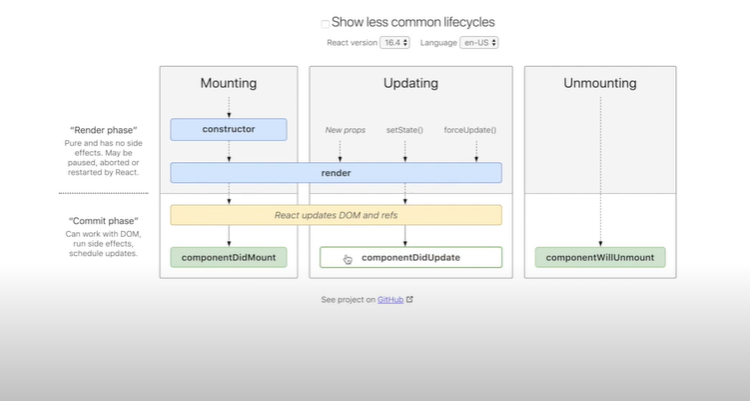 Show less common lifecycles
React version 16.4 Language en-US
Mounting Updating Unmounting
"Render phase"
Pure and has no side
effects. May be
paused, aborted or
restarted by React.
constructor
New props setState() forceUpdate()
render
"Commit phase"
Can work with DOM,
run side effects,
schedule updates.
React updates DOM and refs
componentDidMount componentDidUpdate componentWillUnmount
See project on GitHub